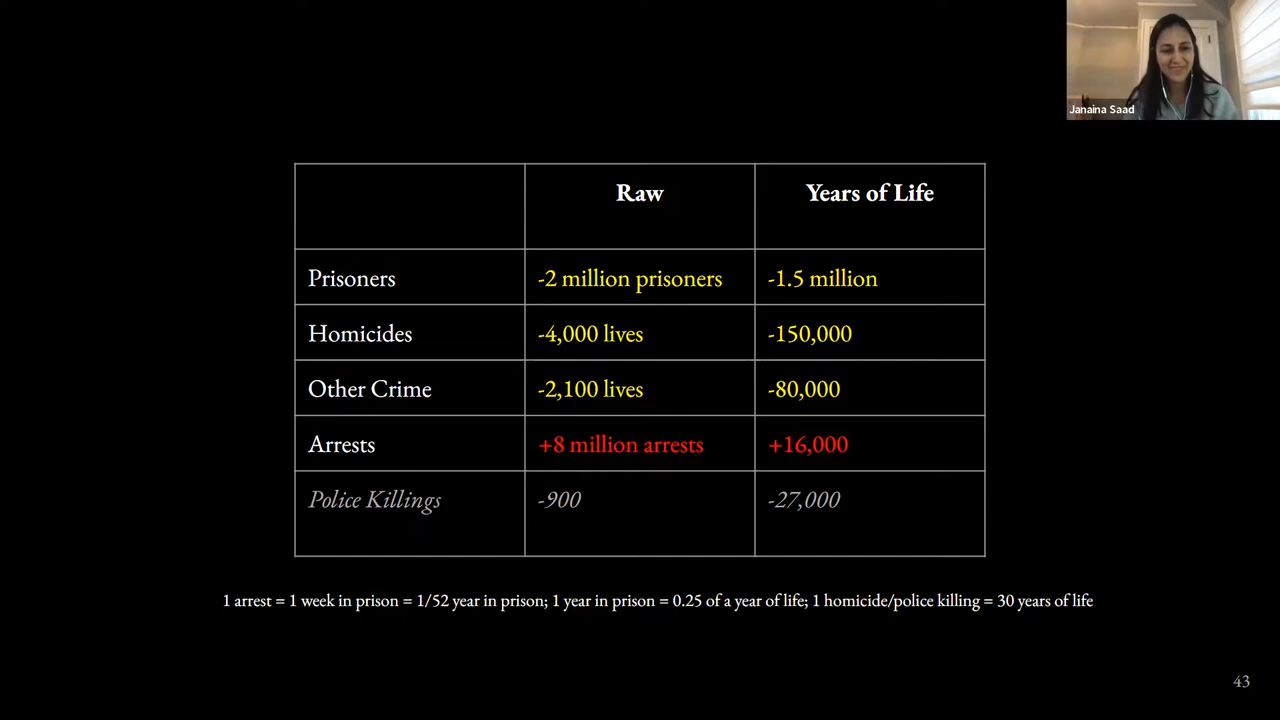 Janaina Saad
Raw Years of Life
Prisoners -2 million prisoners -1.5 million
Homicides -4,000 lives -150,000
Other Crime -2,100 lives -80,000
Arrests +8 million arrests +16,000
Police Killings -900 -27,000
1 arrest = 1 week in prison = 1/52 year in prison; 1 year in prison = 0.25 of a year of life; 1 homicide/police killing = 30 years of life
43